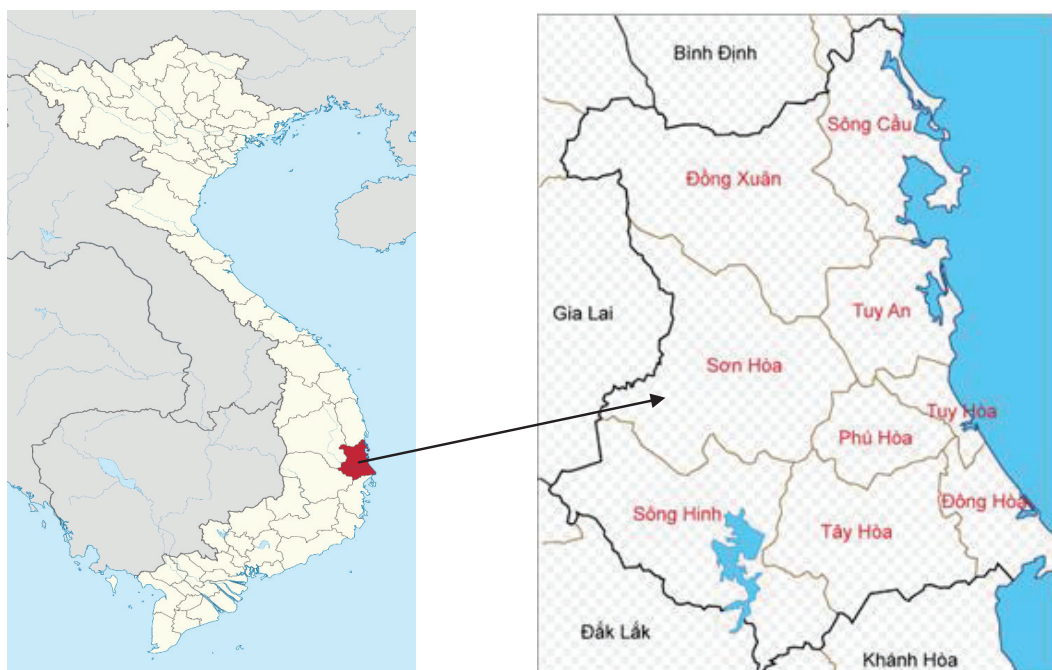 Bình Định
Sông Cầu
Đồng Xuân
Gia Lai
Tuy An
Sơn Hòa
Tuy Hòa
Phú Hòa
Sông Hinh
Đông Hòa
Tây Hòa
Đắk Lắk
Khánh Hòa